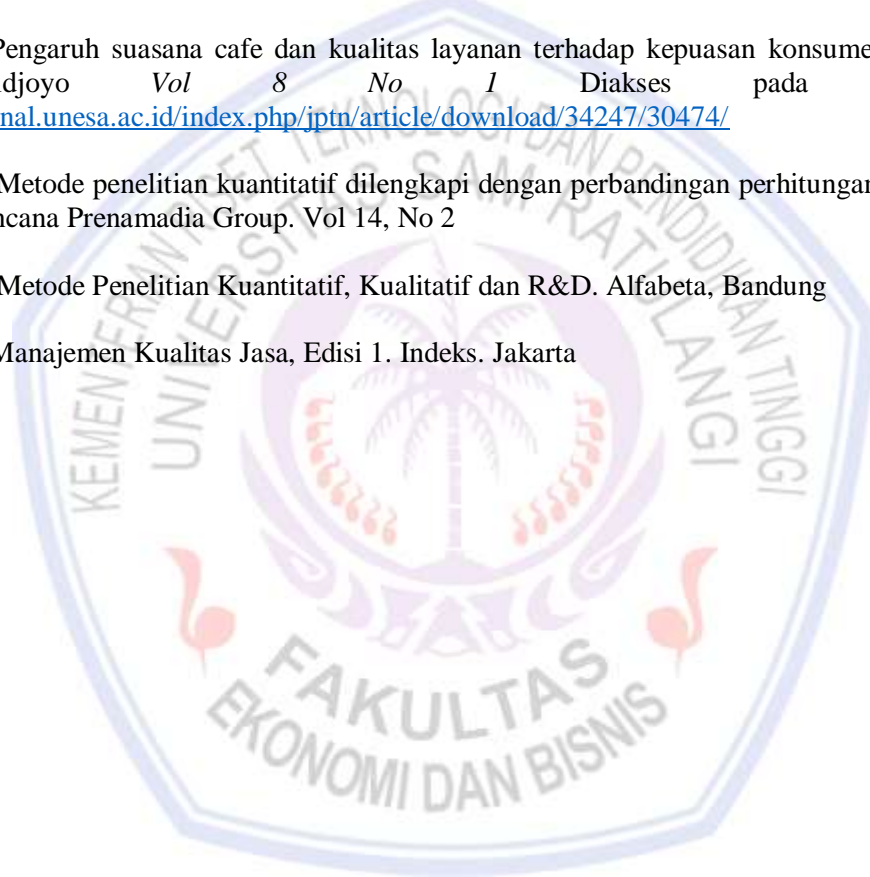 Pengaruh suasana cafe dan kualitas layanan terhadap kepuasan konsume
djoyo Vol 8 No 1 Diakses pada
nal.unesa.ac.id/index.php/jptn/article/download/34247/30474/
Metode penelitian kuantitatif dilengkapi dengan perbandingan perhitungan
ncana Prenamadia Group. Vol 14, No 2
Metode Penelitian Kuantitatif, Kualitatif dan R&D. Alfabeta, Bandung
Manajemen Kualitas Jasa, Edisi 1. Indeks. Jakarta
KEMENTERIAN RISET TEKNOLOGI DAN PENDIDIKAN TINGGI
UNIVERSITAS SAM RATULANGI
FAKULTAS
EKONOMI DAN BISNIS